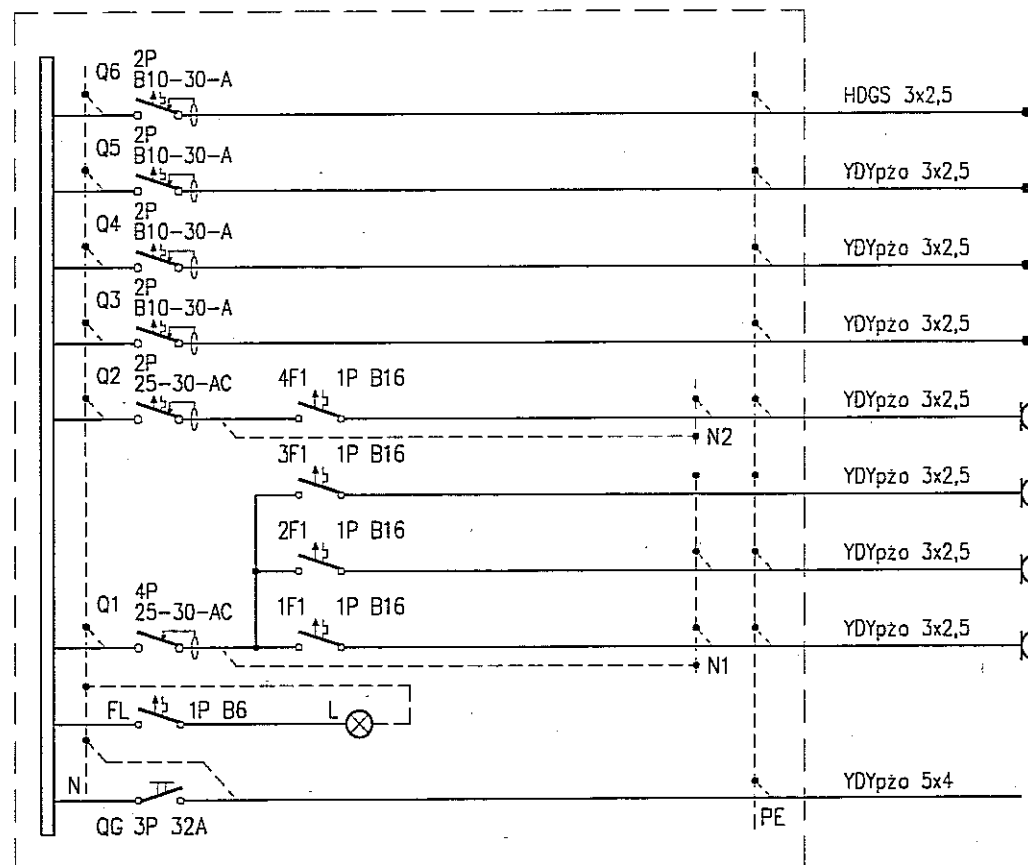 Q6 2P
B10-30-A
HDGS 3x2,5
Q5 2P
B10-30-A
YDYpżo 3x2,5
Q4 2P
B10-30-A
YDYpżo 3x2,5
Q3 2P
B10-30-A
YDYpżo 3x2,5
Q2 2P
25-30-AC
4F1 1P B16
YDYpżo 3x2,5
N2
3F1 1P B16
YDYpżo 3x2,5
2F1 1P B16
YDYpżo 3x2,5
Q1 4P
25-30-AC
1F1 1P B16
YDYpżo 3x2,5
N1
FL 1P B6 L
N
YDYpżo 5x4
QG 3P 32A
PE